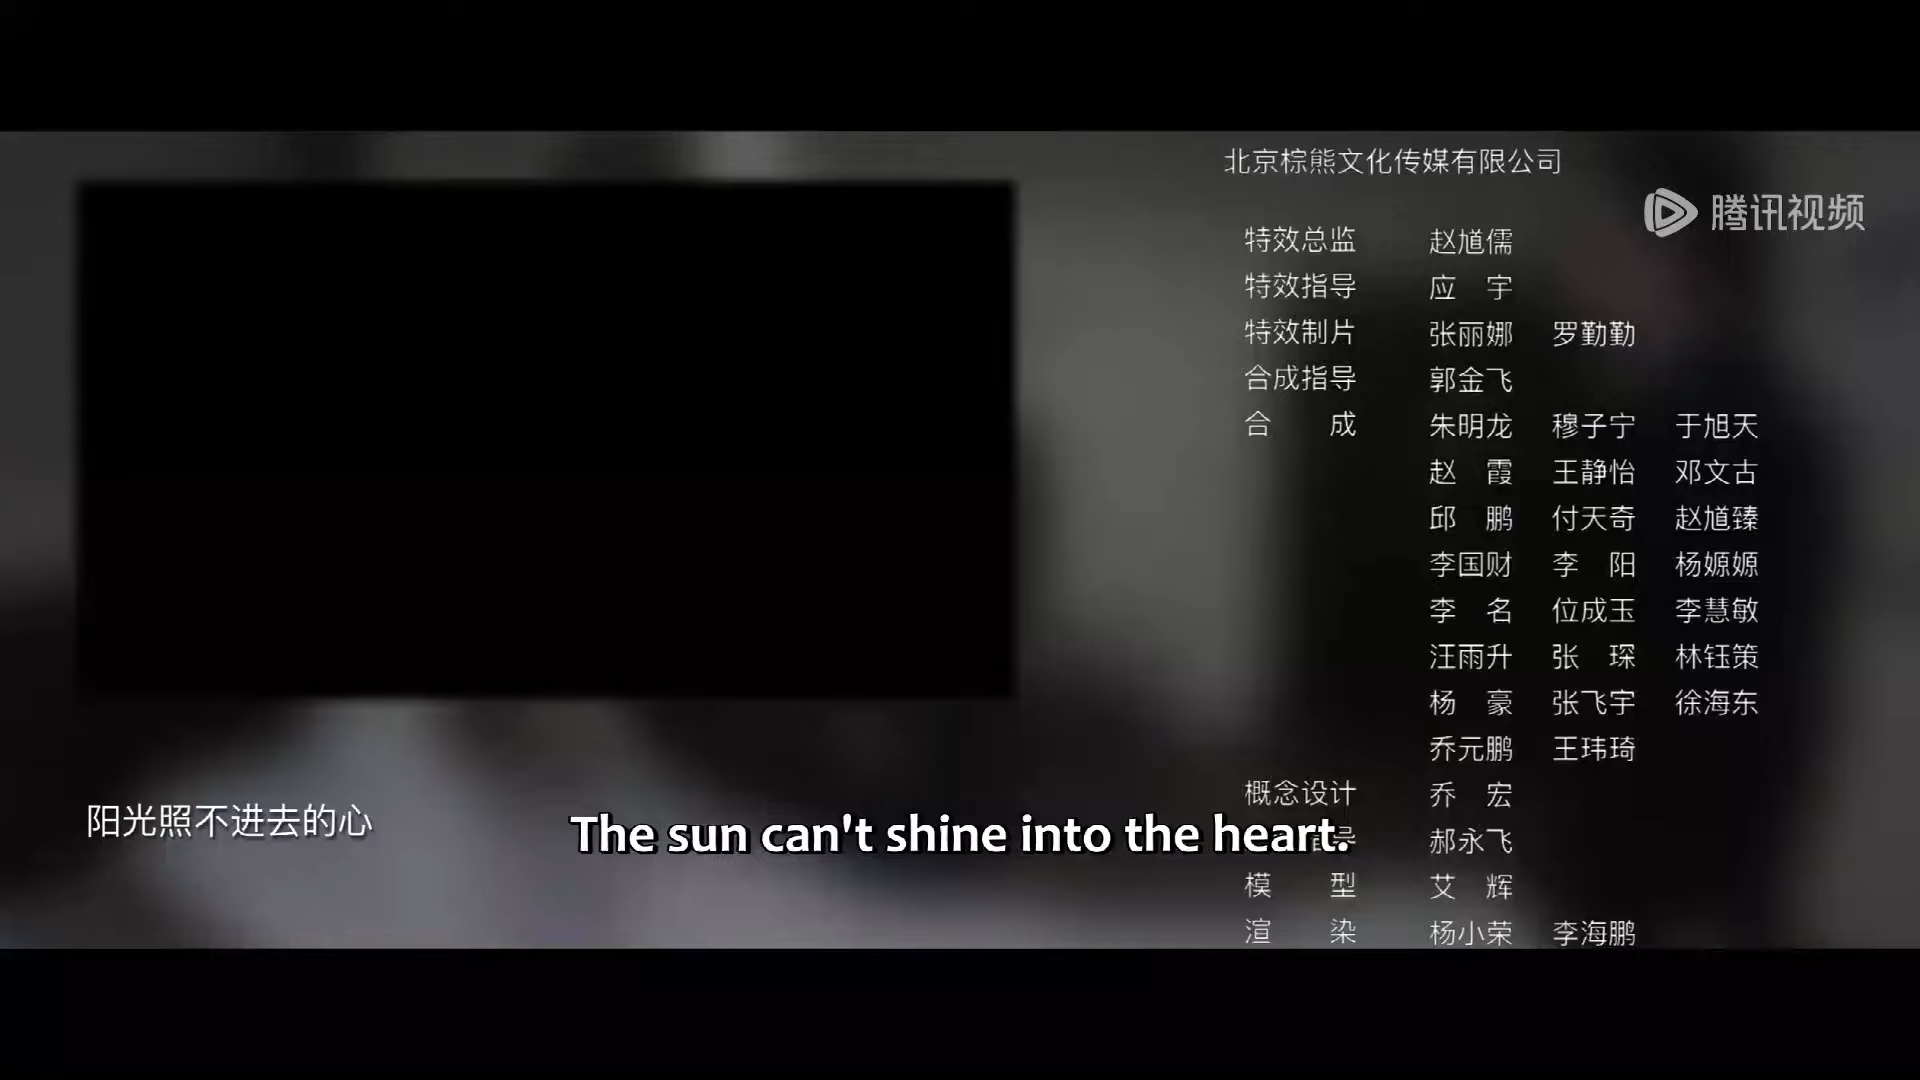 北京棕熊文化传媒有限公司
腾讯视频
特效总监 赵馗儒
特效指导 应 宇
特效制片 张丽娜 罗勤勤
合成指导 郭金飞
合 成 朱明龙 穆子宁 于旭天
赵 霞 王静怡 邓文古
邱 鹏 付天奇 赵馗臻
李国财 李 阳 杨嫄嫄
李 名 位成玉 李慧敏
汪雨升 张 琛 林钰策
杨 豪 张飞宇 徐海东
乔元鹏 王玮琦
概念设计 乔 宏
阳光照不进去的心
The sun can't shine into the heart.
导 郝永飞
模 型 艾 辉
渲 染 杨小荣 李海鹏